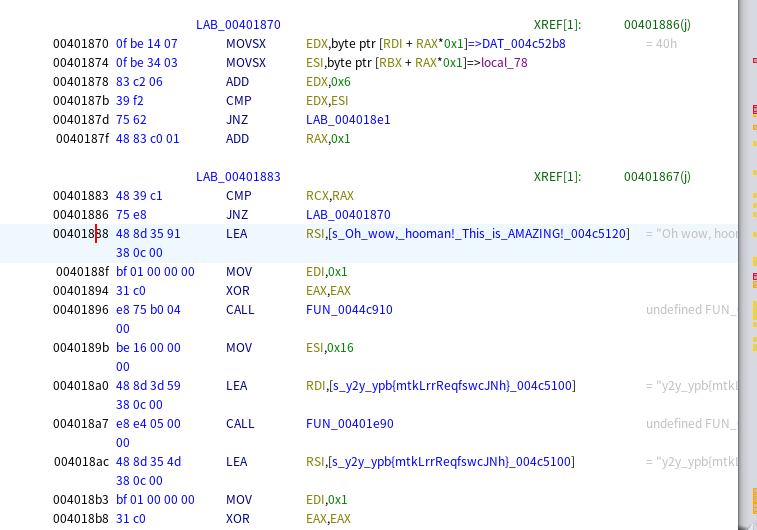 LAB_00401870 XREF[1]: 00401886(j)
00401870 0f be 14 07 MOVSX EDX,byte ptr [RDI + RAX*0x1]=>DAT_004c52b8 = 40h
00401874 0f be 34 03 MOVSX ESI,byte ptr [RBX + RAX*0x1]=>local_78
00401878 83 c2 06 ADD EDX,0x6
0040187b 39 f2 CMP EDX,ESI
0040187d 75 62 JNZ LAB_004018e1
0040187f 48 83 c0 01 ADD RAX,0x1
LAB_00401883 XREF[1]: 00401867(j)
00401883 48 39 c1 CMP RCX,RAX
00401886 75 e8 JNZ LAB_00401870
00401888 48 8d 35 91 LEA RSI,[s_Oh_wow,_hooman!_This_is_AMAZING!_004c5120] = "Oh wow, hoom
38 0c 00
0040188f bf 01 00 00 00 MOV EDI,0x1
00401894 31 c0 XOR EAX,EAX
00401896 e8 75 b0 04 CALL FUN_0044c910 undefined FUN_
00
0040189b be 16 00 00 MOV ESI,0x16
00
004018a0 48 8d 3d 59 LEA RDI,[s_y2y_ypb{mtkLrrReqfswcJNh}_004c5100] = "y2y_ypb{mtkL
38 0c 00
004018a7 e8 e4 05 00 CALL FUN_00401e90 undefined FUN_
00
004018ac 48 8d 35 4d LEA RSI,[s_y2y_ypb{mtkLrrReqfswcJNh}_004c5100] = "y2y_ypb{mtkL
38 0c 00
004018b3 bf 01 00 00 00 MOV EDI,0x1
004018b8 31 c0 XOR EAX,EAX